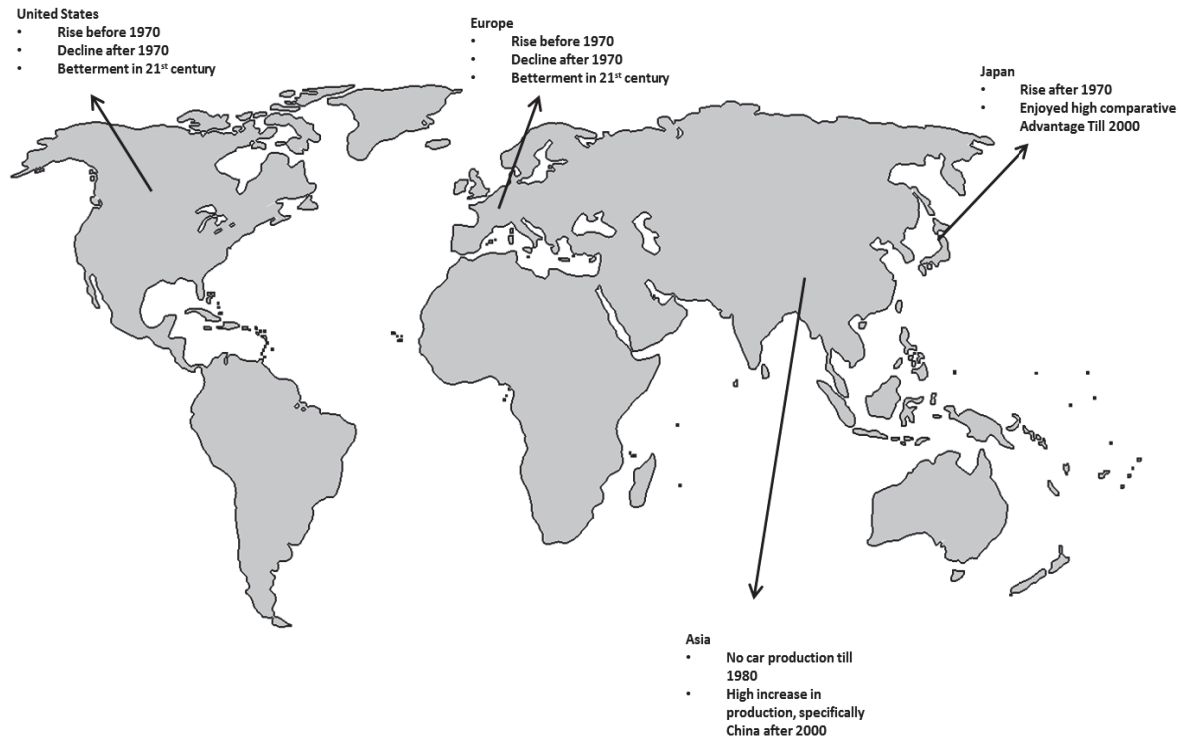 United States
• Rise before 1970
• Decline after 1970
• Betterment in 21st century
Europe
• Rise before 1970
• Decline after 1970
• Betterment in 21st century
Japan
• Rise after 1970
• Enjoyed high comparative
Advantage Till 2000
Asia
• No car production till
1980
• High increase in
production, specifically
China after 2000